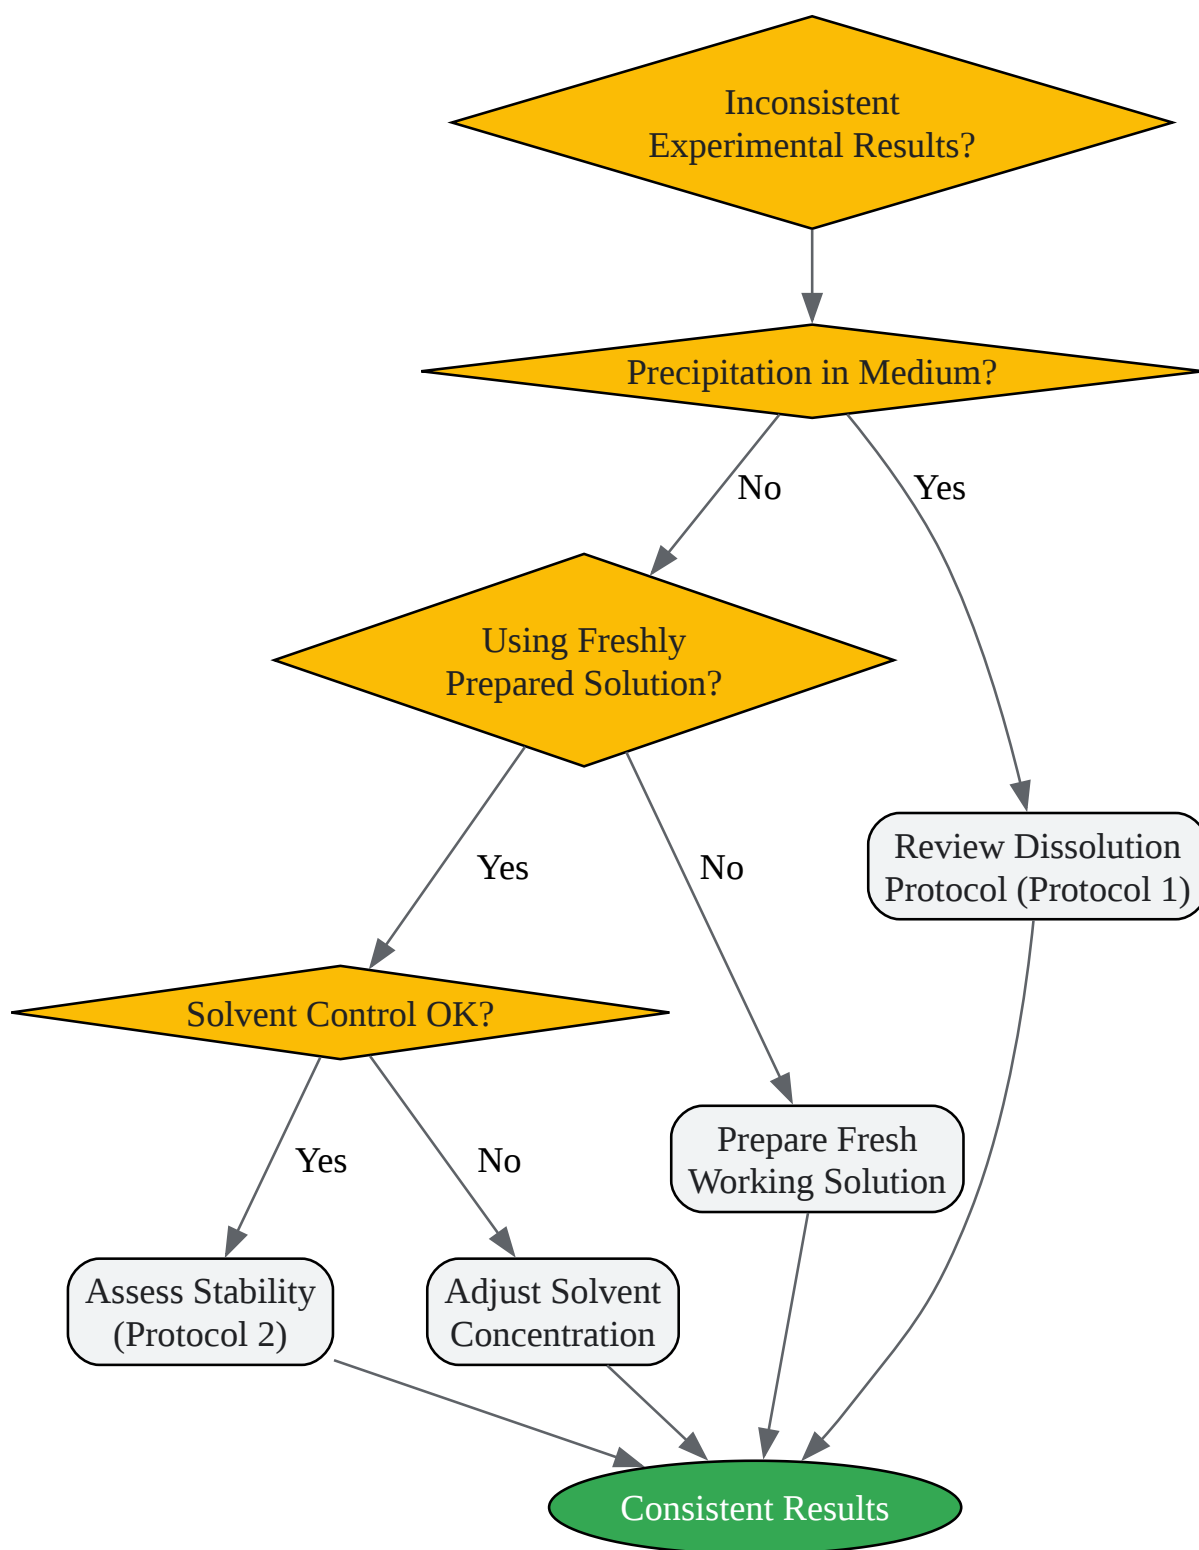 Inconsistent
Experimental Results?
Precipitation in Medium?
No
Yes
Using Freshly
Prepared Solution?
Review Dissolution
Protocol (Protocol 1)
Yes
No
Solvent Control OK?
Yes
No
Prepare Fresh
Working Solution
Assess Stability
(Protocol 2)
Adjust Solvent
Concentration
Consistent Results